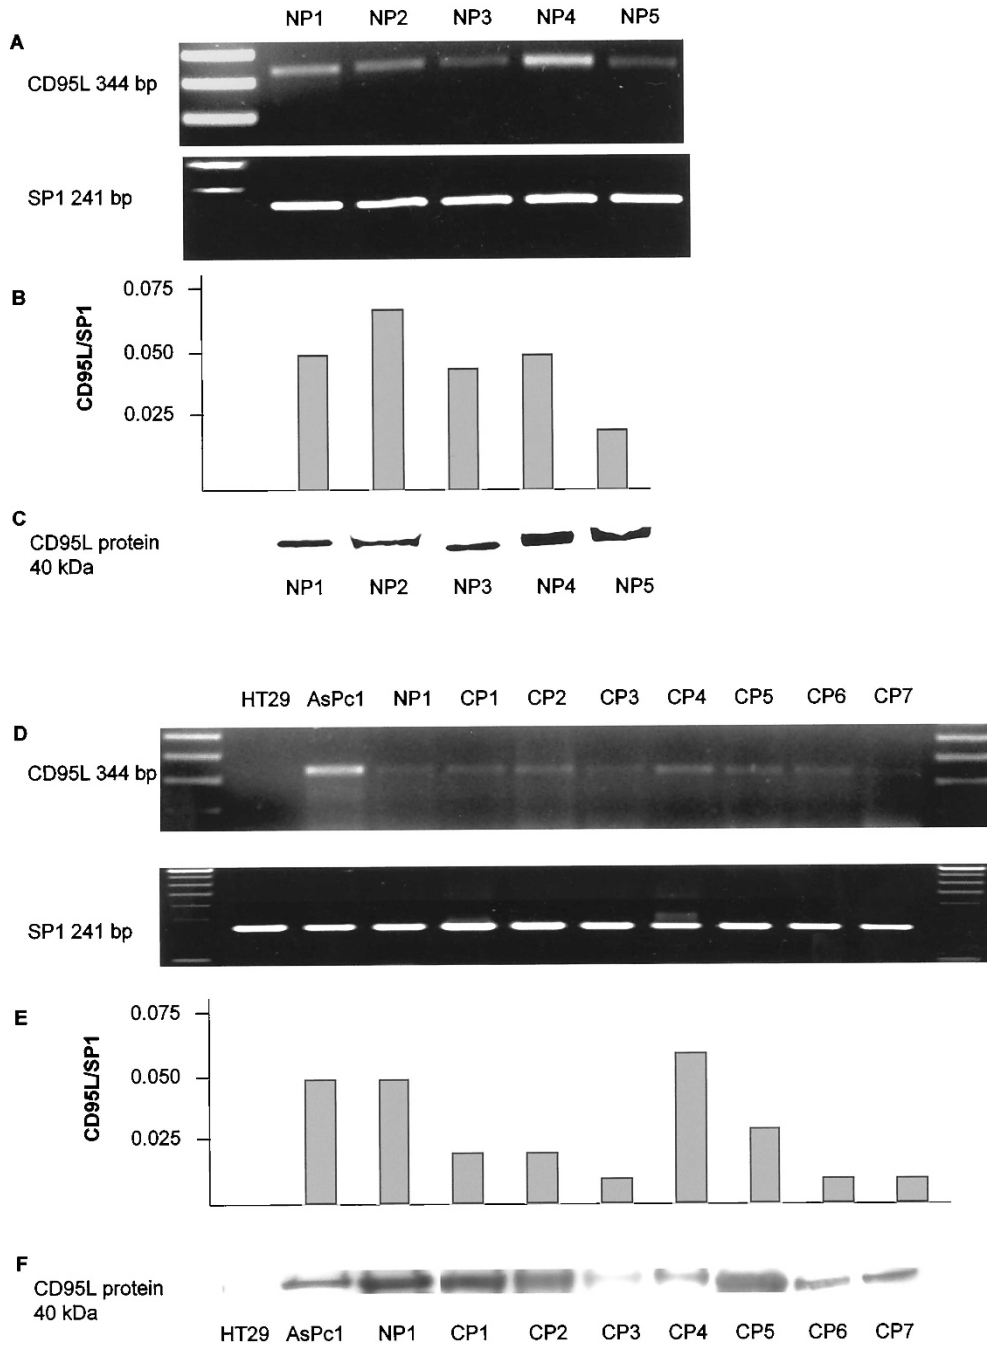 NP1 NP2 NP3 NP4 NP5
A
CD95L 344 bp
SP1 241 bp
B
CD95L/SP1
0.075
0.050
0.025
C
CD95L protein
40 kDa
NP1 NP2 NP3 NP4 NP5
HT29 AsPc1 NP1 CP1 CP2 CP3 CP4 CP5 CP6 CP7
D
CD95L 344 bp
SP1 241 bp
E
CD95L/SP1
0.075
0.050
0.025
F
CD95L protein
40 kDa
HT29 AsPc1 NP1 CP1 CP2 CP3 CP4 CP5 CP6 CP7